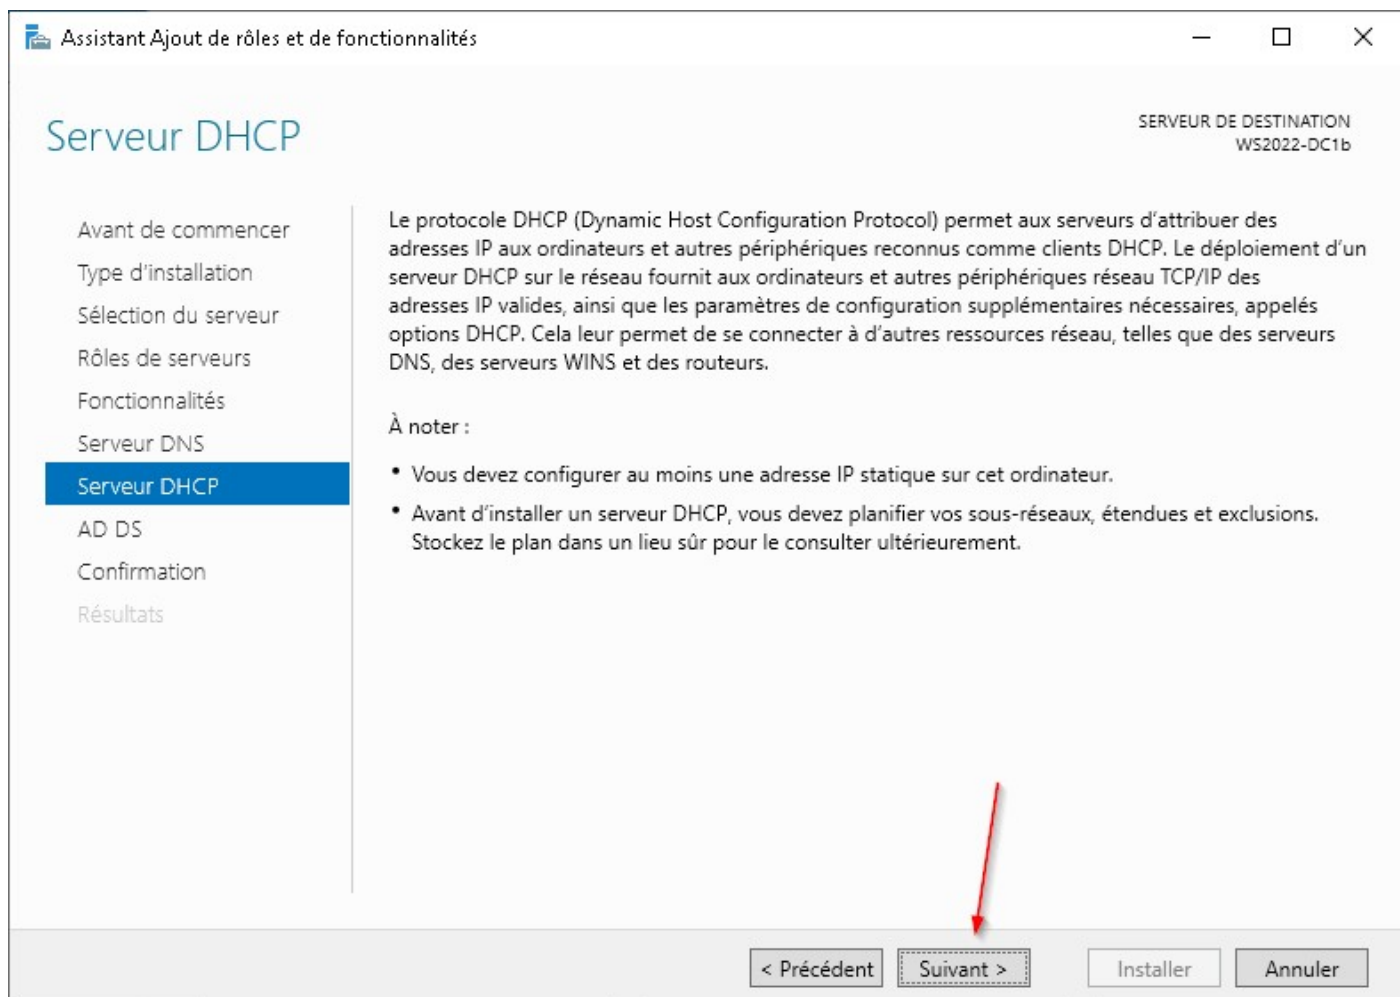 Assistant Ajout de rôles et de fonctionnalités
Serveur DHCP
SERVEUR DE DESTINATION
WS2022-DC1b
Avant de commencer
Type d'installation
Sélection du serveur
Rôles de serveurs
Fonctionnalités
Serveur DNS
Serveur DHCP
AD DS
Confirmation
Résultats
Le protocole DHCP (Dynamic Host Configuration Protocol) permet aux serveurs d'attribuer des
adresses IP aux ordinateurs et autres périphériques reconnus comme clients DHCP. Le déploiement d'un
serveur DHCP sur le réseau fournit aux ordinateurs et autres périphériques réseau TCP/IP des
adresses IP valides, ainsi que les paramètres de configuration supplémentaires nécessaires, appelés
options DHCP. Cela leur permet de se connecter à d'autres ressources réseau, telles que des serveurs
DNS, des serveurs WINS et des routeurs.
À noter :
• Vous devez configurer au moins une adresse IP statique sur cet ordinateur.
• Avant d'installer un serveur DHCP, vous devez planifier vos sous-réseaux, étendues et exclusions.
Stockez le plan dans un lieu sûr pour le consulter ultérieurement.
< Précédent
Suivant >
Installer
Annuler